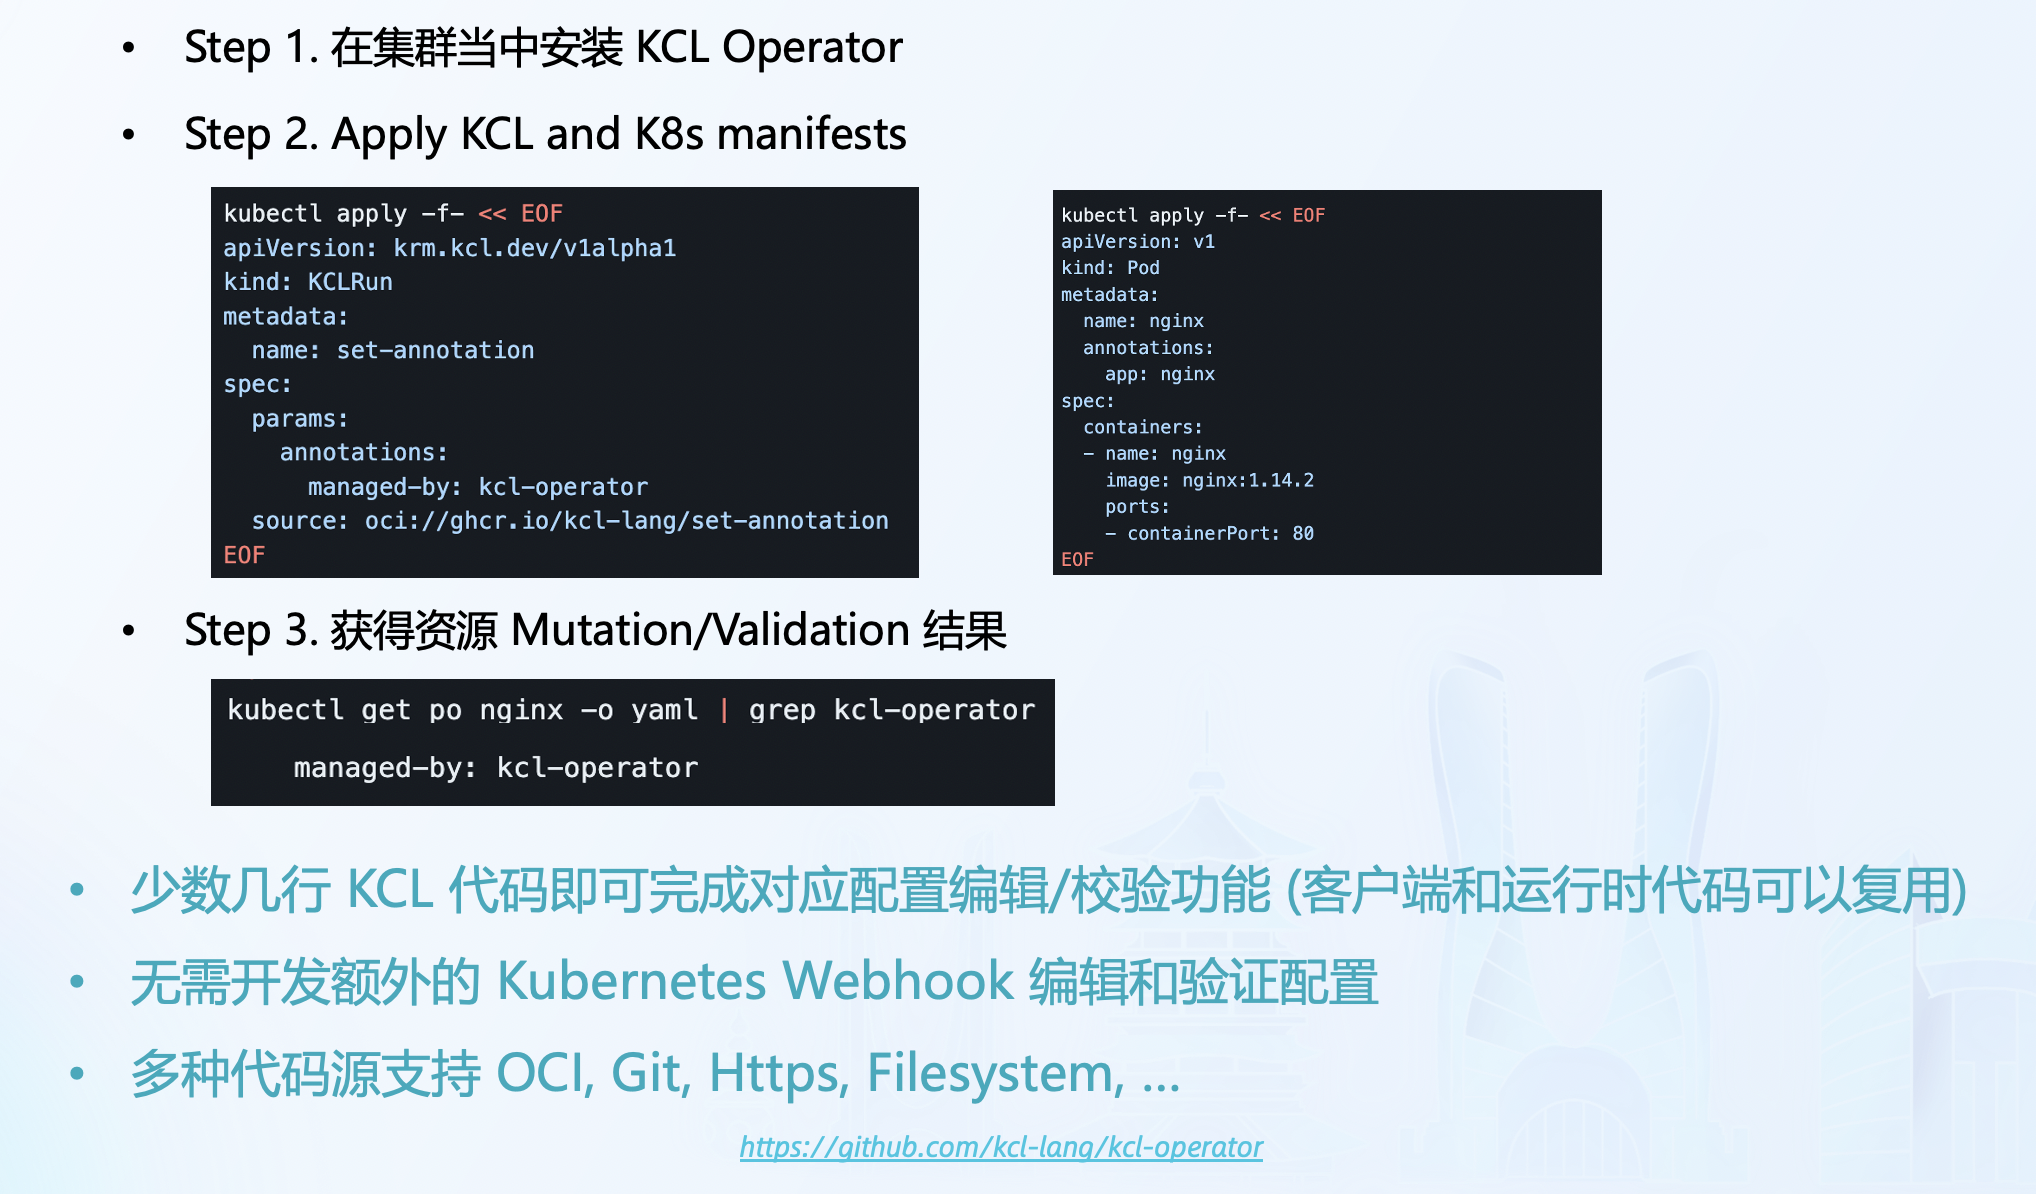 • Step 1. 在集群当中安装 KCL Operator
• Step 2. Apply KCL and K8s manifests
kubectl apply -f- << EOF
apiVersion: krm.kcl.dev/v1alpha1
kind: KCLRun
metadata:
  name: set-annotation
spec:
  params:
    annotations:
      managed-by: kcl-operator
  source: oci://ghcr.io/kcl-lang/set-annotation
EOF
kubectl apply -f- << EOF
apiVersion: v1
kind: Pod
metadata:
  name: nginx
  annotations:
    app: nginx
spec:
  containers:
  - name: nginx
    image: nginx:1.14.2
    ports:
    - containerPort: 80
EOF
• Step 3. 获得资源 Mutation/Validation 结果
kubectl get po nginx -o yaml | grep kcl-operator
    managed-by: kcl-operator
• 少数几行 KCL 代码即可完成对应配置编辑/校验功能 (客户端和运行时代码可以复用)
• 无需开发额外的 Kubernetes Webhook 编辑和验证配置
• 多种代码源支持 OCI, Git, Https, Filesystem, ...
https://github.com/kcl-lang/kcl-operator